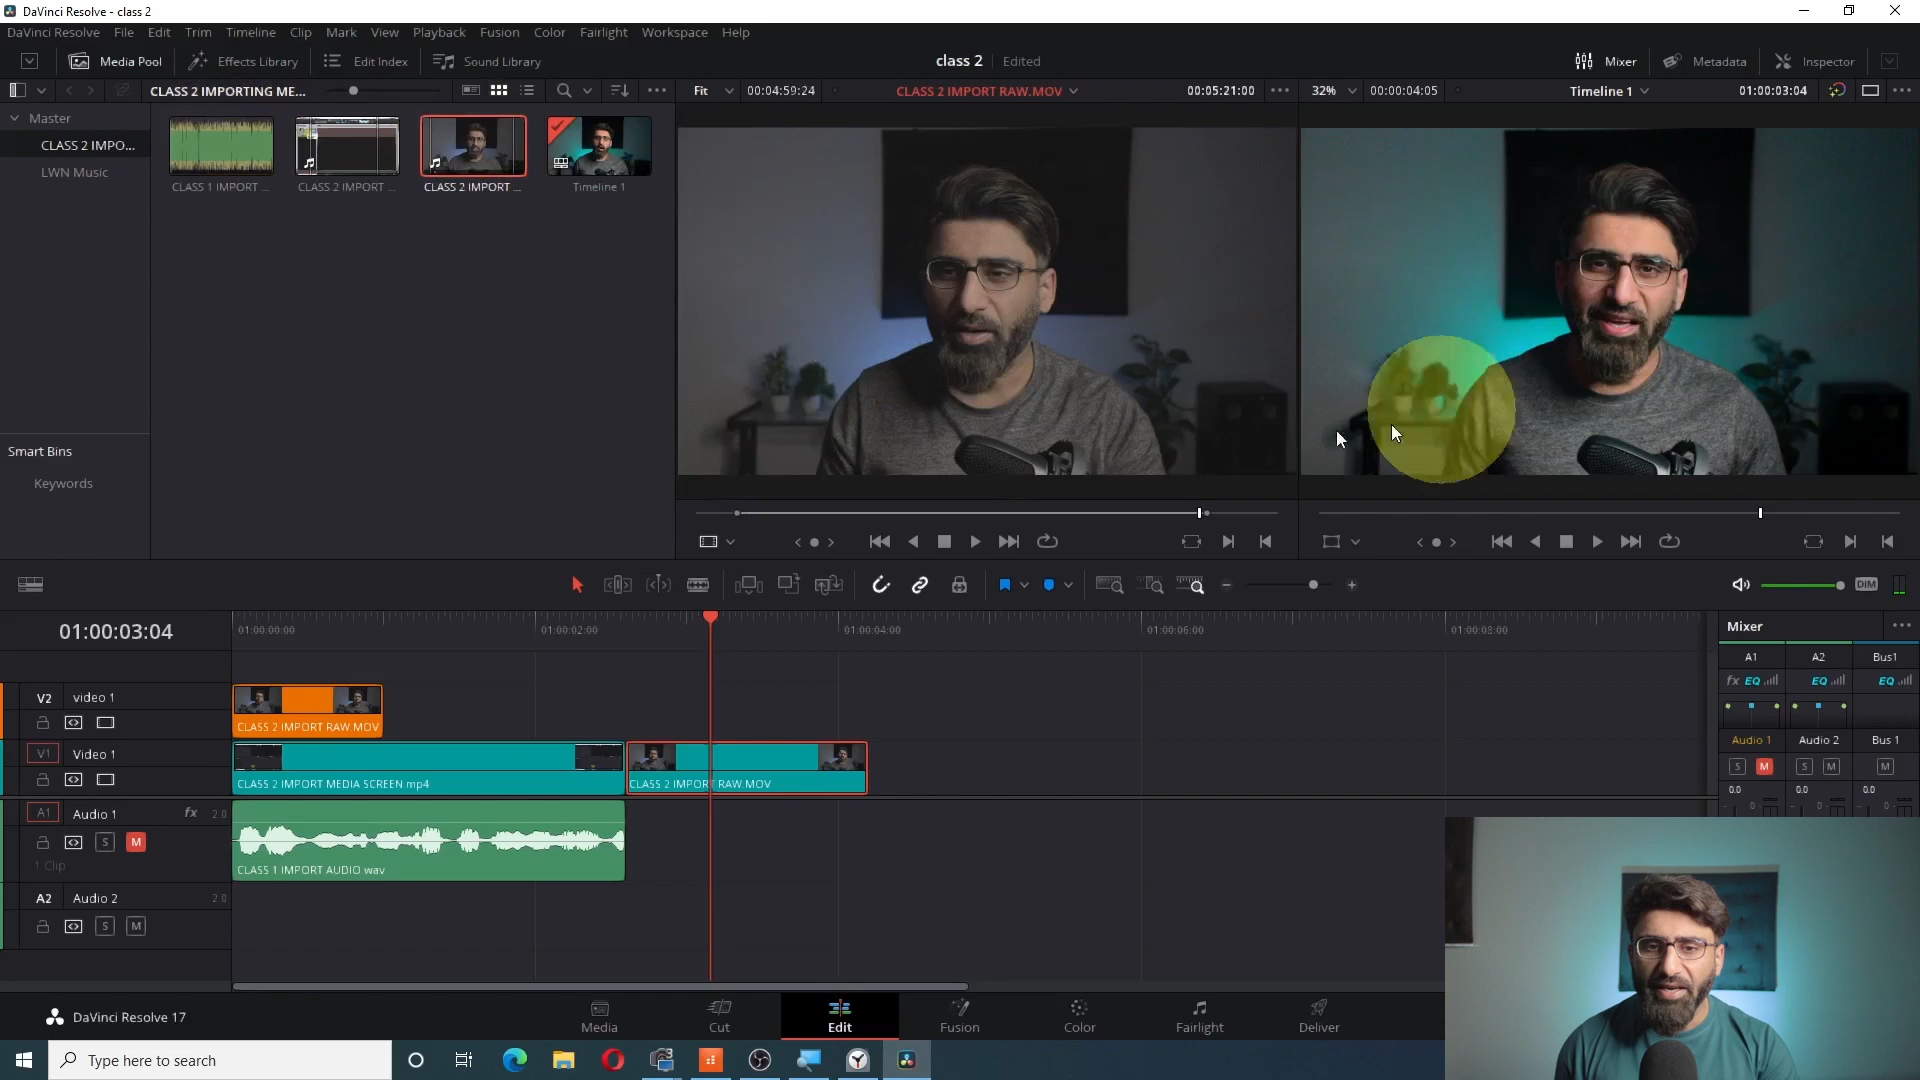 DaVinci Resolve - class 2
DaVinci Resolve File Edit Trim Timeline Clip Mark View Playback Fusion Color Fairlight Workspace Help
Media Pool Effects Library Edit Index Sound Library class 2 Edited Mixer Metadata Inspector
CLASS 2 IMPORTING ME... Fit 00:04:59:24 CLASS 2 IMPORT RAW.MOV 00:05:21:00 32% 00:00:04:05 Timeline 1 01:00:03:04
Master
CLASS 2 IMPO...
LWN Music
CLASS 1 IMPORT ... CLASS 2 IMPORT ... CLASS 2 IMPORT ... Timeline 1
Smart Bins
Keywords
DIM
01:00:03:04
01:00:00:00 01:00:02:00 01:00:04:00 01:00:06:00 01:00:08:00
Mixer
A1 A2 Bus1
fx EQ EQ EQ
V2 video 1
CLASS 2 IMPORT RAW.MOV
V1 Video 1
CLASS 2 IMPORT MEDIA SCREEN mp4
CLASS 2 IMPORT RAW.MOV
Audio 1 Audio 2 Bus 1
S M S M M
0.0 0.0 0.0
A1 Audio 1 fx 2.0
S M
1 Clip
CLASS 1 IMPORT AUDIO wav
A2 Audio 2 2.0
S M
DaVinci Resolve 17
Media Cut Edit Fusion Color Fairlight Deliver
Type here to search